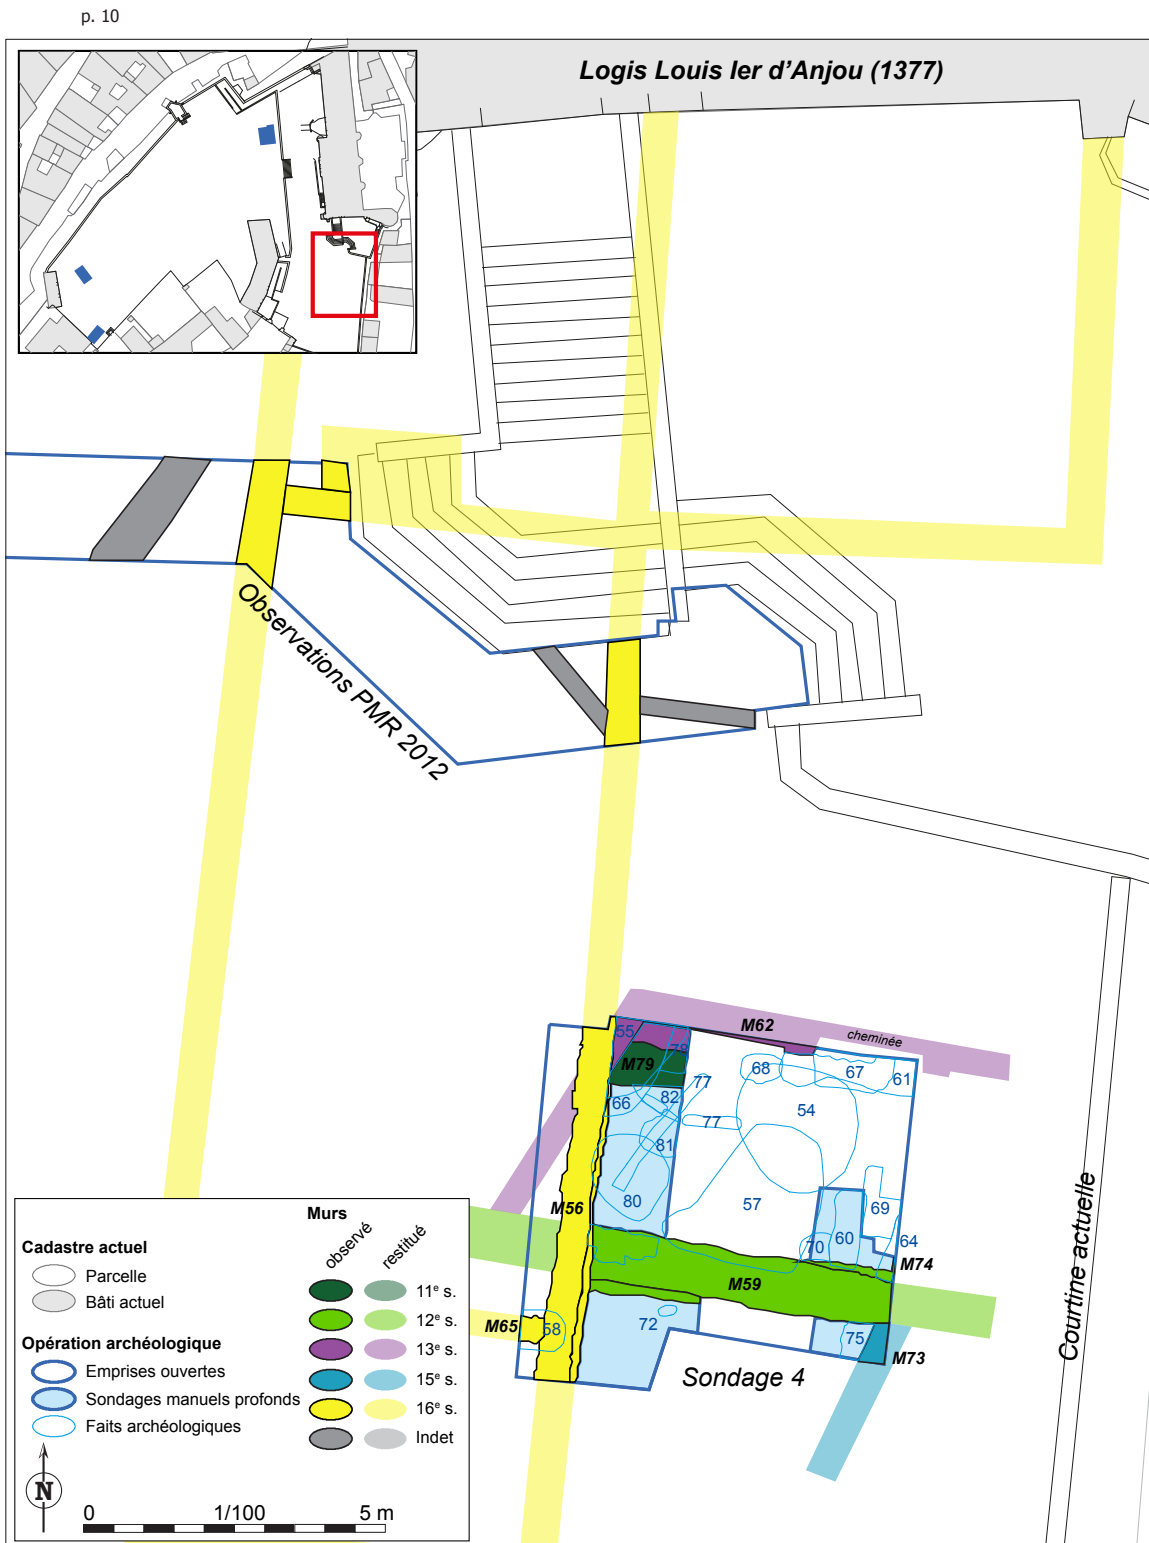 p. 10
Logis Louis Ier d'Anjou (1377)
Observations PMR 2012
M62
cheminée
55
78
M79
77
68
67
61
66
82
77
54
81
80
57
69
M56
70
60
64
M74
M59
M65
58
72
75
M73
Sondage 4
Courtine actuelle
Cadastre actuel
Parcelle
Bâti actuel
Opération archéologique
Emprises ouvertes
Sondages manuels profonds
Faits archéologiques
Murs
observé
restitué
11e s.
12e s.
13e s.
15e s.
16e s.
Indet
N
0 1/100 5 m